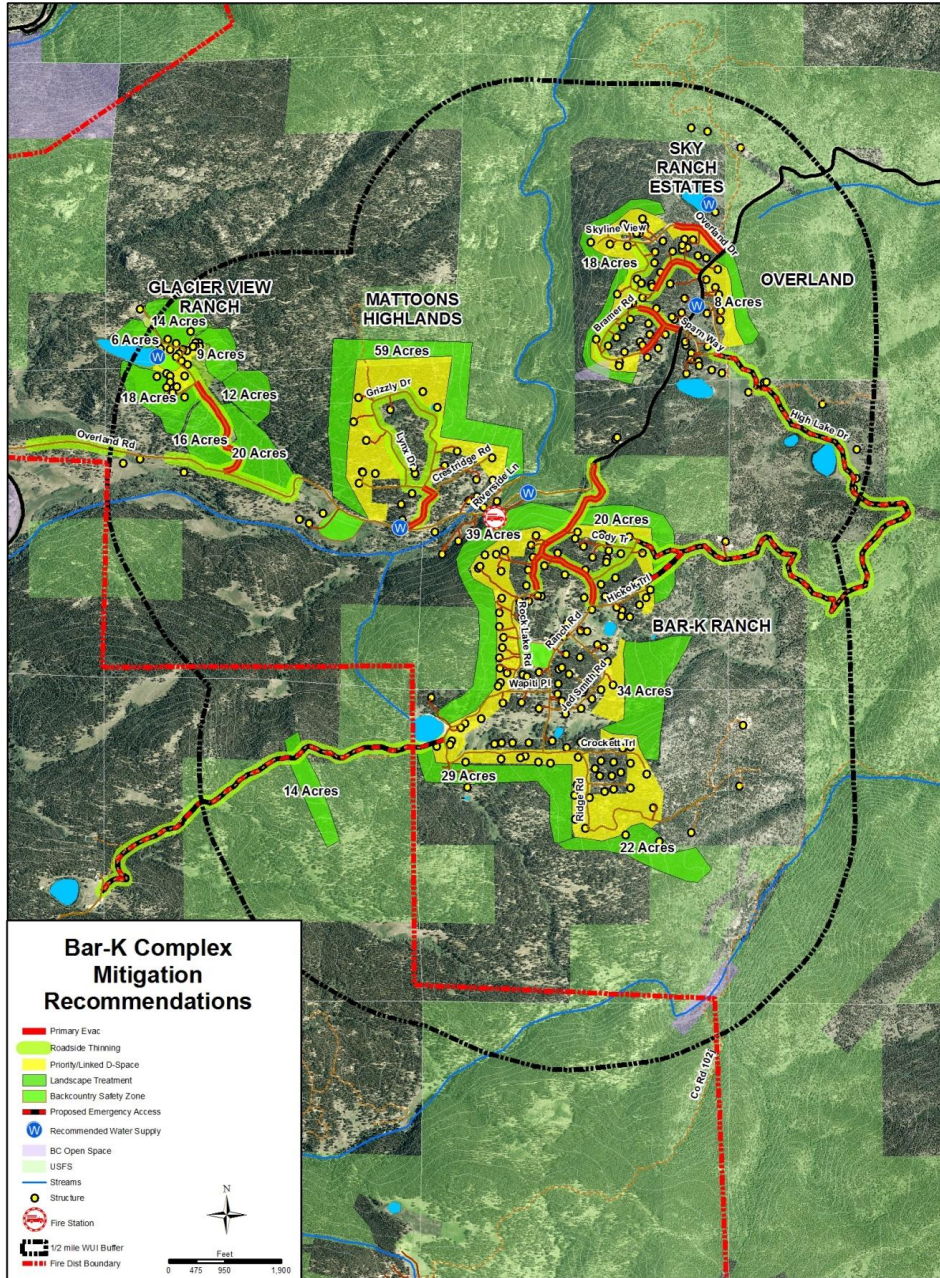 SKY
RANCH
ESTATES
W
Overland Dr
Skyline View
18 Acres
OVERLAND
GLACIER VIEW
RANCH
14 Acres
MATTOONS
HIGHLANDS
8 Acres
W
Bramer Rd
Sparn Way
6 Acres
W
9 Acres
59 Acres
18 Acres
12 Acres
Grizzly Dr
High Lake Dr
16 Acres
Overland Rd
20 Acres
Lynx Dr
Crestridge Rd
Riverside Ln
W
W
39 Acres
20 Acres
Cody Tr
Hickok Trl
Rock Lake Rd
Ranch Rd
BAR-K RANCH
Wapiti Pl
Jed Smith Rd
34 Acres
Crockett Trl
29 Acres
14 Acres
Ridge Rd
22 Acres
Co Rd 102j
Bar-K Complex
Mitigation
Recommendations
Primary Evac
Roadside Thinning
Priority/Linked D-Space
Landscape Treatment
Backcountry Safety Zone
Proposed Emergency Access
W Recommended Water Supply
BC Open Space
USFS
Streams
Structure
Fire Station
1/2 mile WUI Buffer
Fire Dist Boundary
N
Feet
0 475 950 1,900